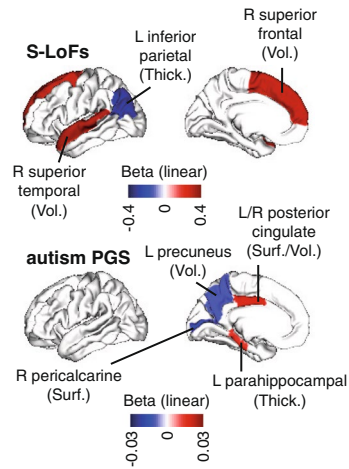 S-LoFs
L inferior
parietal
(Thick.)
R superior
frontal
(Vol.)
R superior
temporal
(Vol.)
Beta (linear)
-0.4
0
0.4
autism PGS
L precuneus
(Vol.)
L/R posterior
cingulate
(Surf./Vol.)
R pericalcarine
(Surf.)
L parahippocampal
(Thick.)
Beta (linear)
-0.03
0
0.03